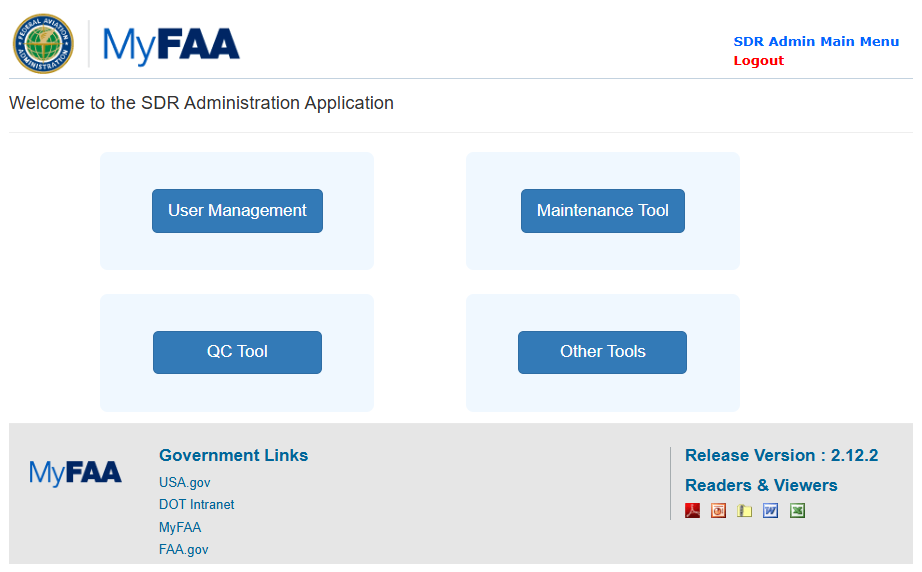 FEDERAL AVIATION
ADMINISTRATION
MyFAA
SDR Admin Main Menu
Logout
Welcome to the SDR Administration Application
User Management
Maintenance Tool
QC Tool
Other Tools
MyFAA
Government Links
USA.gov
DOT Intranet
MyFAA
FAA.gov
Release Version : 2.12.2
Readers & Viewers